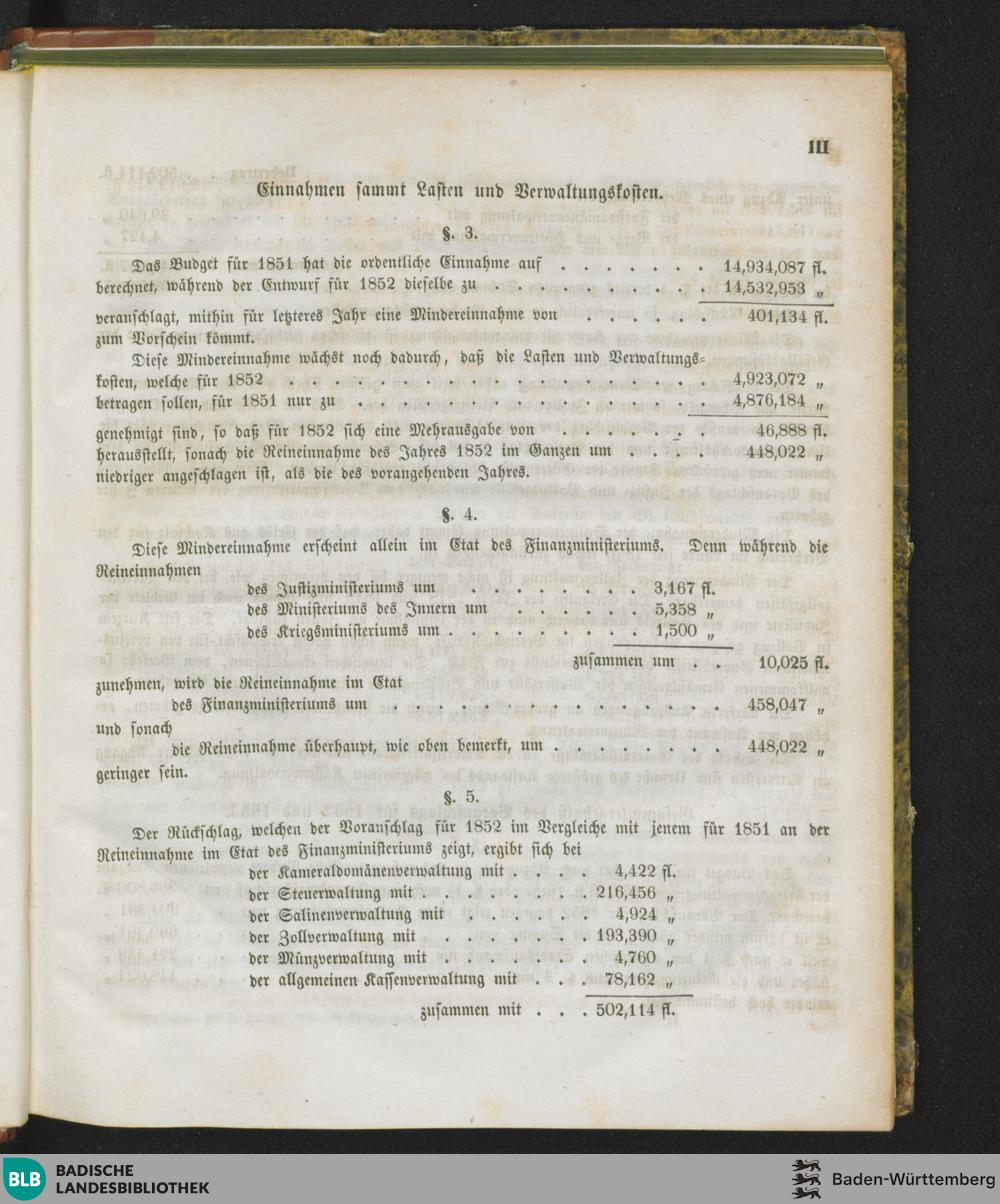 III
Einnahmen sammt Lasten und Verwaltungskosten.
§. 3.
Das Budget für 1851 hat die ordentliche Einnahme auf . . . . . . . 14,934,087 fl.
berechnet, während der Entwurf für 1852 dieselbe zu . . . . . . . . . 14,532,953 „
veranschlagt, mithin für letzteres Jahr eine Mindereinnahme von . . . . . . 401,134 fl.
zum Vorschein kömmt.
Diese Mindereinnahme wächst noch dadurch, daß die Lasten und Verwaltungs-
kosten, welche für 1852 . . . . . . . . . . . . . . . . . . 4,923,072 „
betragen sollen, für 1851 nur zu . . . . . . . . . . . . . . . 4,876,184 „
genehmigt sind, so daß für 1852 sich eine Mehrausgabe von . . . . . . . 46,888 fl.
herausstellt, sonach die Reineinnahme des Jahres 1852 im Ganzen um . . . . 448,022 „
niedriger angeschlagen ist, als die des vorangehenden Jahres.
§. 4.
Diese Mindereinnahme erscheint allein im Etat des Finanzministeriums. Denn während die
Reineinnahmen
des Justizministeriums um . . . . . . . . 3,167 fl.
des Ministeriums des Innern um . . . . . . 5,358 „
des Kriegsministeriums um . . . . . . . . . 1,500 „
zusammen um . . 10,025 fl.
zunehmen, wird die Reineinnahme im Etat
des Finanzministeriums um . . . . . . . . . . . . . . . 458,047 „
und sonach
die Reineinnahme überhaupt, wie oben bemerkt, um . . . . . . . . 448,022 „
geringer sein.
§. 5.
Der Rückschlag, welchen der Voranschlag für 1852 im Vergleiche mit jenem für 1851 an der
Reineinnahme im Etat des Finanzministeriums zeigt, ergibt sich bei
der Kameraldomänenverwaltung mit . . . . 4,422 fl.
der Steuerwaltung mit . . . . . . . . 216,456 „
der Salinenverwaltung mit . . . . . . 4,924 „
der Zollverwaltung mit . . . . . . . 193,390 „
der Münzverwaltung mit . . . . . . . 4,760 „
der allgemeinen Kassenverwaltung mit . . . 78,162 „
zusammen mit . . . 502,114 fl.
BLB BADISCHE
LANDESBIBLIOTHEK
Baden-Württemberg